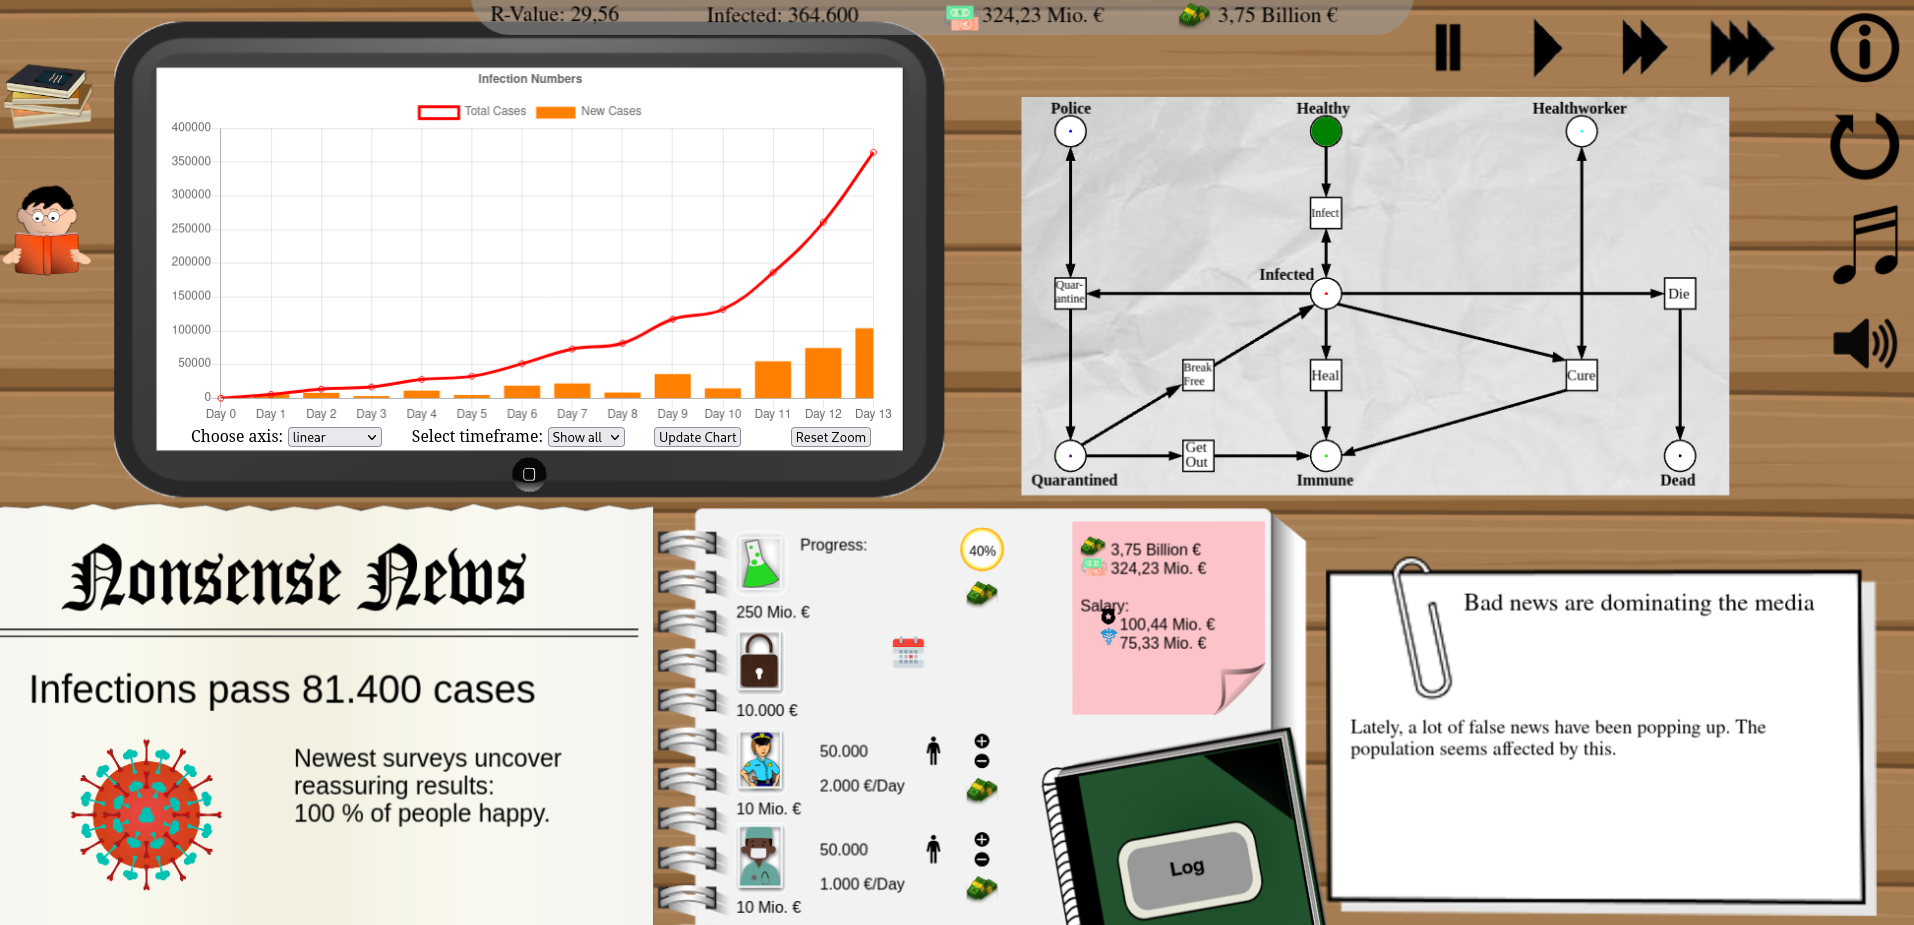 R-Value: 29,56
Infected: 364.600
324,23 Mio. €
3,75 Billion €
Infection Numbers
Total Cases
New Cases
400000
350000
300000
250000
200000
150000
100000
50000
0
Day 0 Day 1 Day 2 Day 3 Day 4 Day 5 Day 6 Day 7 Day 8 Day 9 Day 10 Day 11 Day 12 Day 13
Choose axis: linear
Select timeframe: Show all
Update Chart
Reset Zoom
Police
Healthy
Healthworker
Infect
Infected
Quar-
antine
Die
Break
Free
Heal
Cure
Get
Out
Quarantined
Immune
Dead
Nonsense News
Infections pass 81.400 cases
Newest surveys uncover
reassuring results:
100 % of people happy.
Progress:
40%
250 Mio. €
10.000 €
50.000
2.000 €/Day
10 Mio. €
50.000
1.000 €/Day
10 Mio. €
3,75 Billion €
324,23 Mio. €
Salary:
100,44 Mio. €
75,33 Mio. €
Log
Bad news are dominating the media
Lately, a lot of false news have been popping up. The
population seems affected by this.